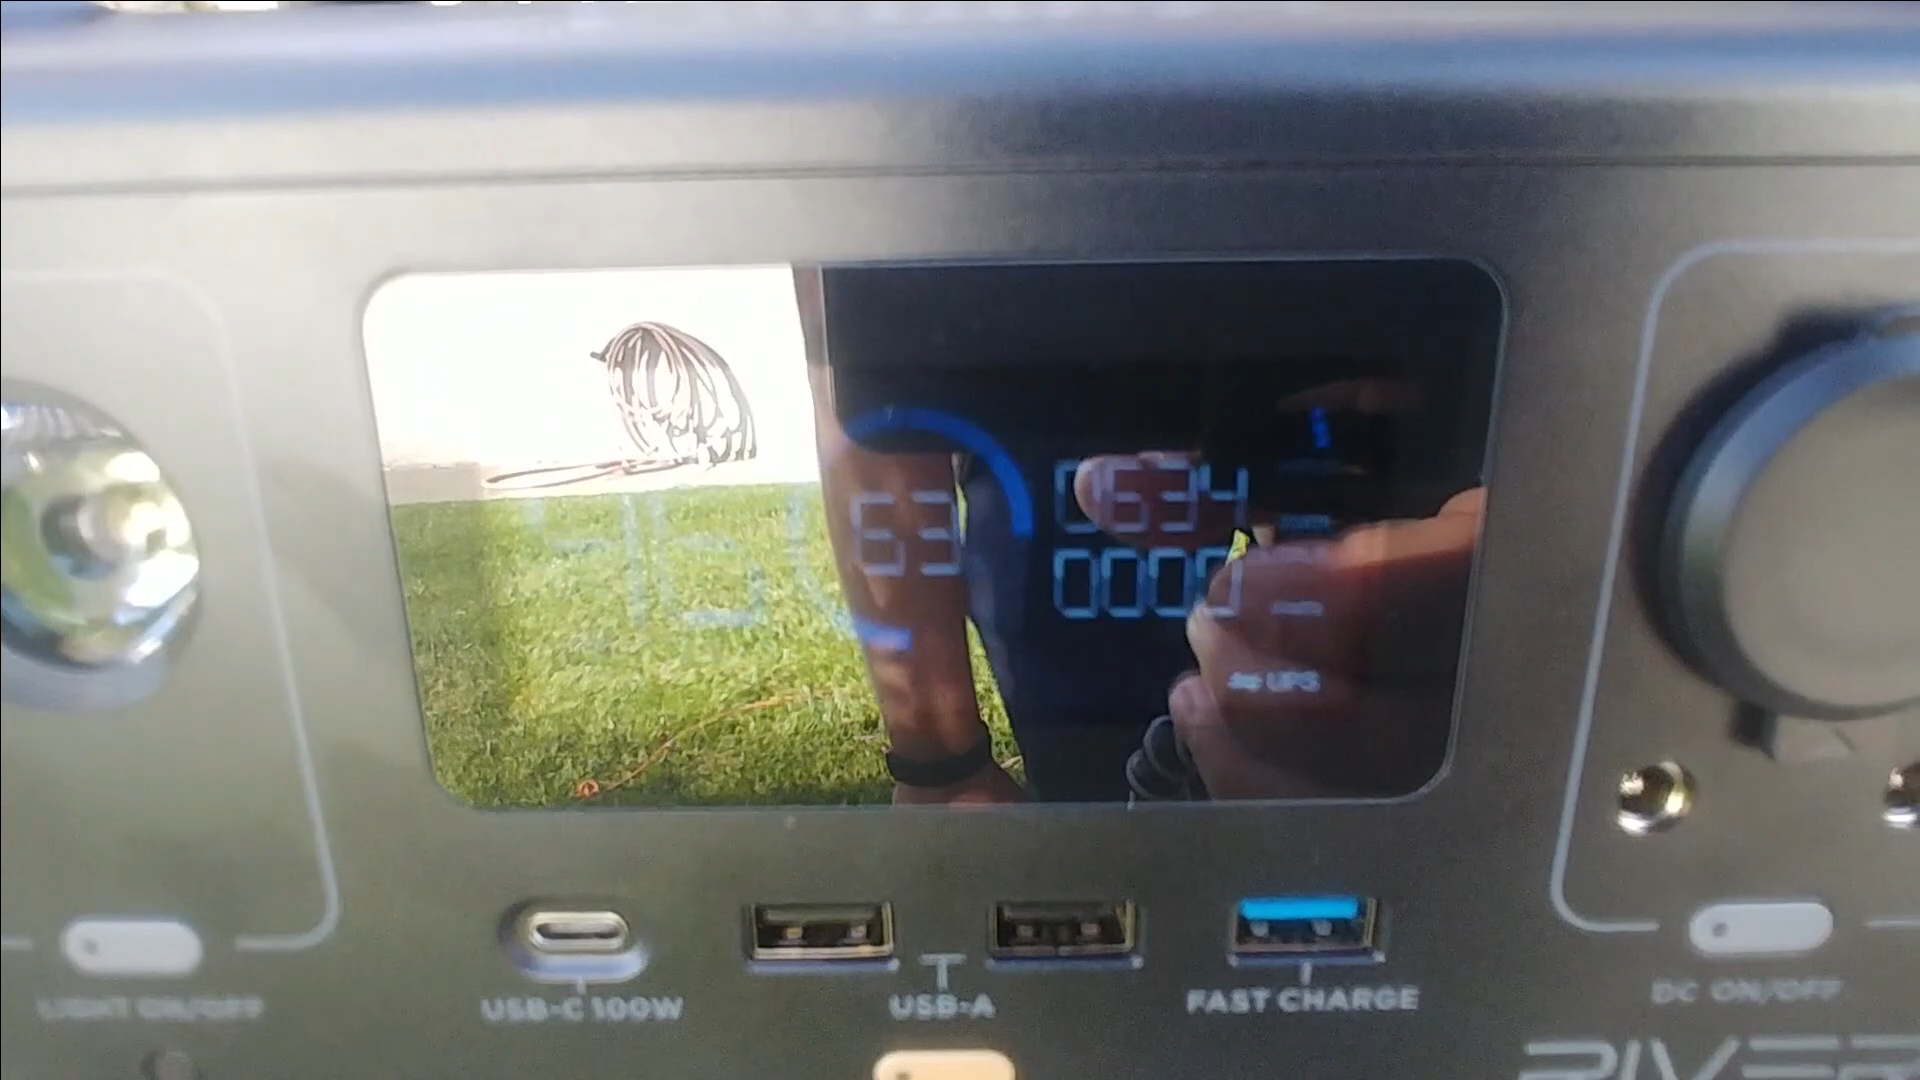 63
0634
0000
UPS
USB-C 100W
USB-A
FAST CHARGE
LIGHT ON/OFF
DC ON/OFF
RIVER